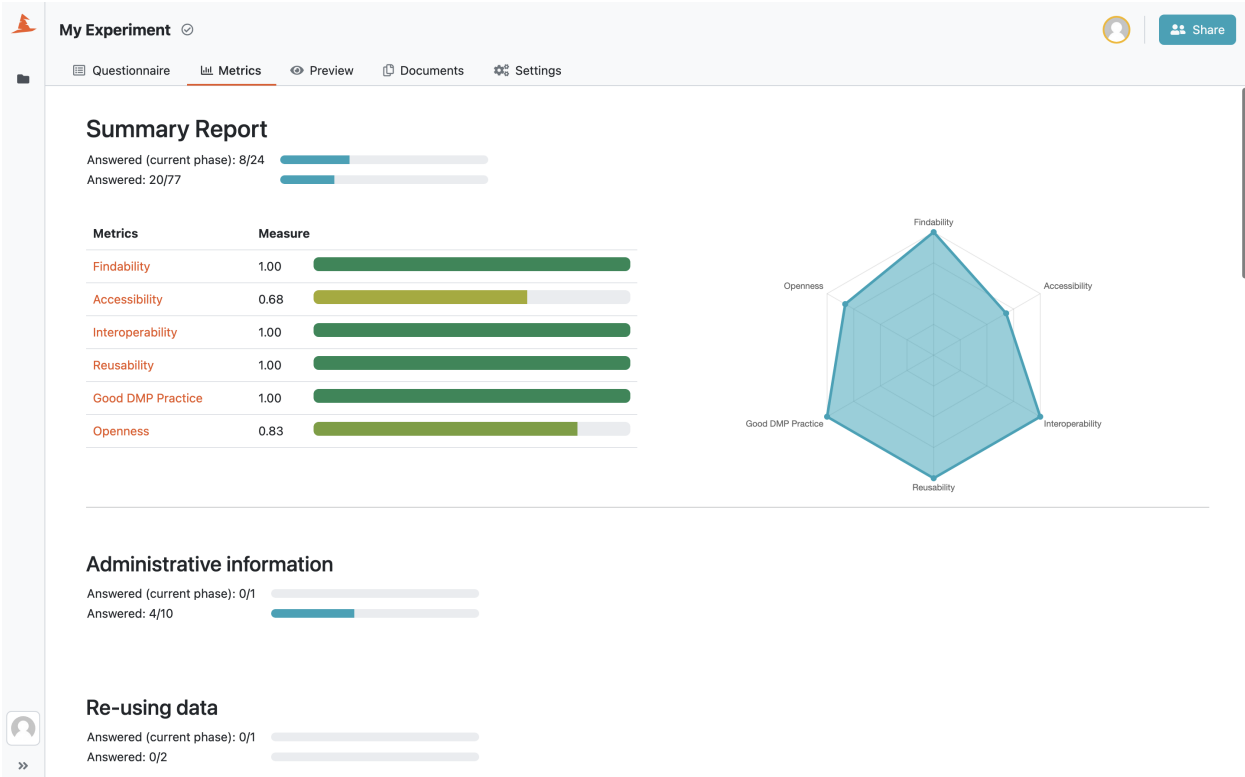 My Experiment
Share
Questionnaire
Metrics
Preview
Documents
Settings
Summary Report
Answered (current phase): 8/24
Answered: 20/77
Metrics Measure
Findability 1.00
Accessibility 0.68
Interoperability 1.00
Reusability 1.00
Good DMP Practice 1.00
Openness 0.83
Findability
Openness
Accessibility
Good DMP Practice
Interoperability
Reusability
Administrative information
Answered (current phase): 0/1
Answered: 4/10
Re-using data
Answered (current phase): 0/1
Answered: 0/2